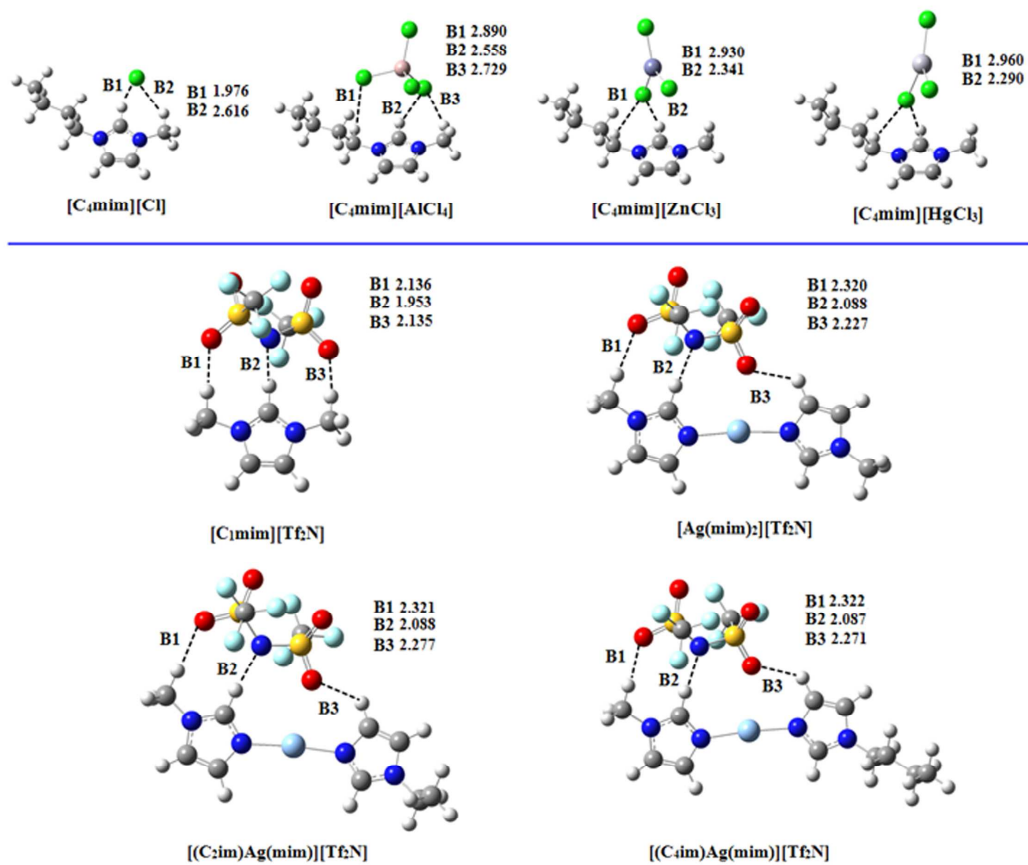 B1 B2
B1 1.976
B2 2.616
[C₄mim][Cl]
B1 B2 B3
B1 2.890
B2 2.558
B3 2.729
[C₄mim][AlCl₄]
B1 B2
B1 2.930
B2 2.341
[C₄mim][ZnCl₃]
B1 2.960
B2 2.290
[C₄mim][HgCl₃]
B1 B2 B3
B1 2.136
B2 1.953
B3 2.135
[C₁mim][Tf₂N]
B1 B2 B3
B1 2.320
B2 2.088
B3 2.227
[Ag(mim)₂][Tf₂N]
B1 B2 B3
B1 2.321
B2 2.088
B3 2.277
[(C₂im)Ag(mim)][Tf₂N]
B1 B2 B3
B1 2.322
B2 2.087
B3 2.271
[(C₄im)Ag(mim)][Tf₂N]